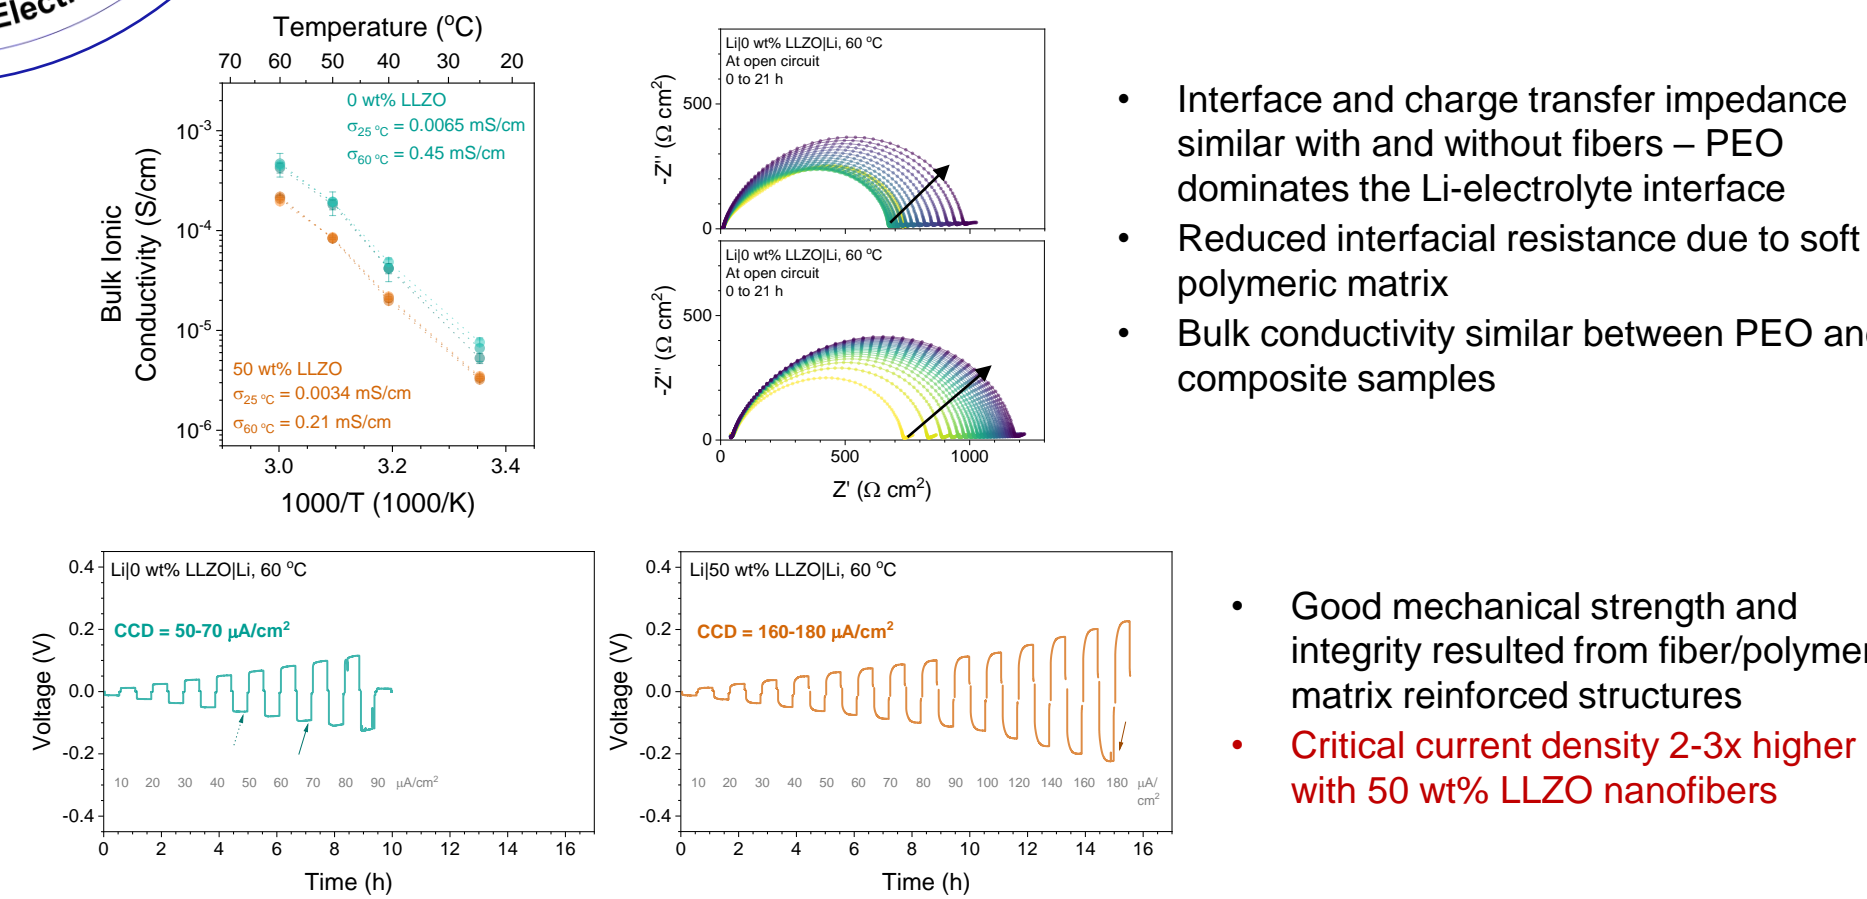 Elect
Temperature (°C)
70 60 50 40 30 20
0 wt% LLZO
σ25 °C = 0.0065 mS/cm
σ60 °C = 0.45 mS/cm
10-3
10-4
10-5
10-6
Bulk Ionic
Conductivity (S/cm)
50 wt% LLZO
σ25 °C = 0.0034 mS/cm
σ60 °C = 0.21 mS/cm
3.0 3.2 3.4
1000/T (1000/K)
Li|0 wt% LLZO|Li, 60 °C
At open circuit
0 to 21 h
500
0
-Z'' (Ω cm2)
Li|0 wt% LLZO|Li, 60 °C
At open circuit
0 to 21 h
500
0
-Z'' (Ω cm2)
0 500 1000
Z' (Ω cm2)
• Interface and charge transfer impedance
similar with and without fibers – PEO
dominates the Li-electrolyte interface
• Reduced interfacial resistance due to soft
polymeric matrix
• Bulk conductivity similar between PEO an
composite samples
Li|0 wt% LLZO|Li, 60 °C
CCD = 50-70 μA/cm2
0.4
0.2
0.0
-0.2
-0.4
Voltage (V)
10 20 30 40 50 60 70 80 90 μA/cm2
0 2 4 6 8 10 12 14 16
Time (h)
Li|50 wt% LLZO|Li, 60 °C
CCD = 160-180 μA/cm2
0.4
0.2
0.0
-0.2
-0.4
Voltage (V)
10 20 30 40 50 60 70 80 90 100 120 140 160 180 μA/
cm2
0 2 4 6 8 10 12 14 16
Time (h)
• Good mechanical strength and
integrity resulted from fiber/polymer
matrix reinforced structures
• Critical current density 2-3x higher
with 50 wt% LLZO nanofibers